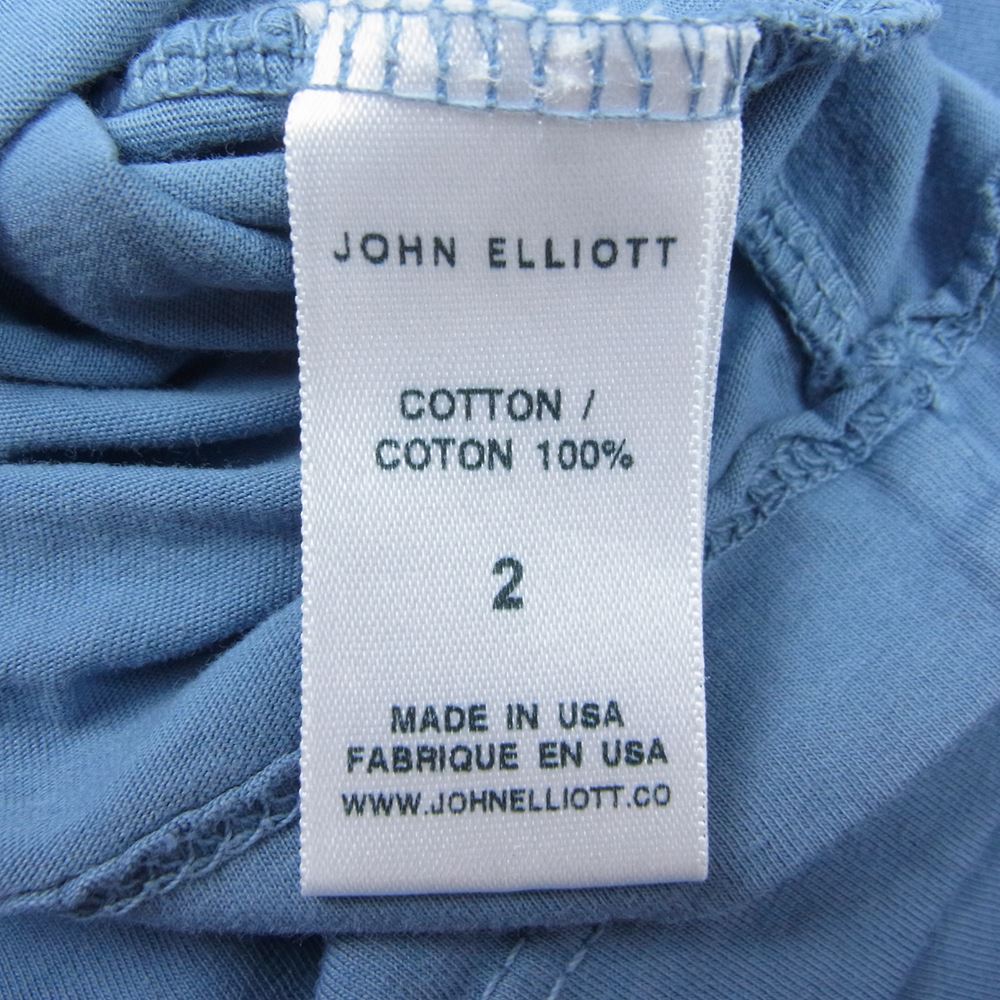 JOHN ELLIOTT
COTTON /
COTON 100%
2
MADE IN USA
FABRIQUE EN USA
WWW.JOHNELLIOTT.CO